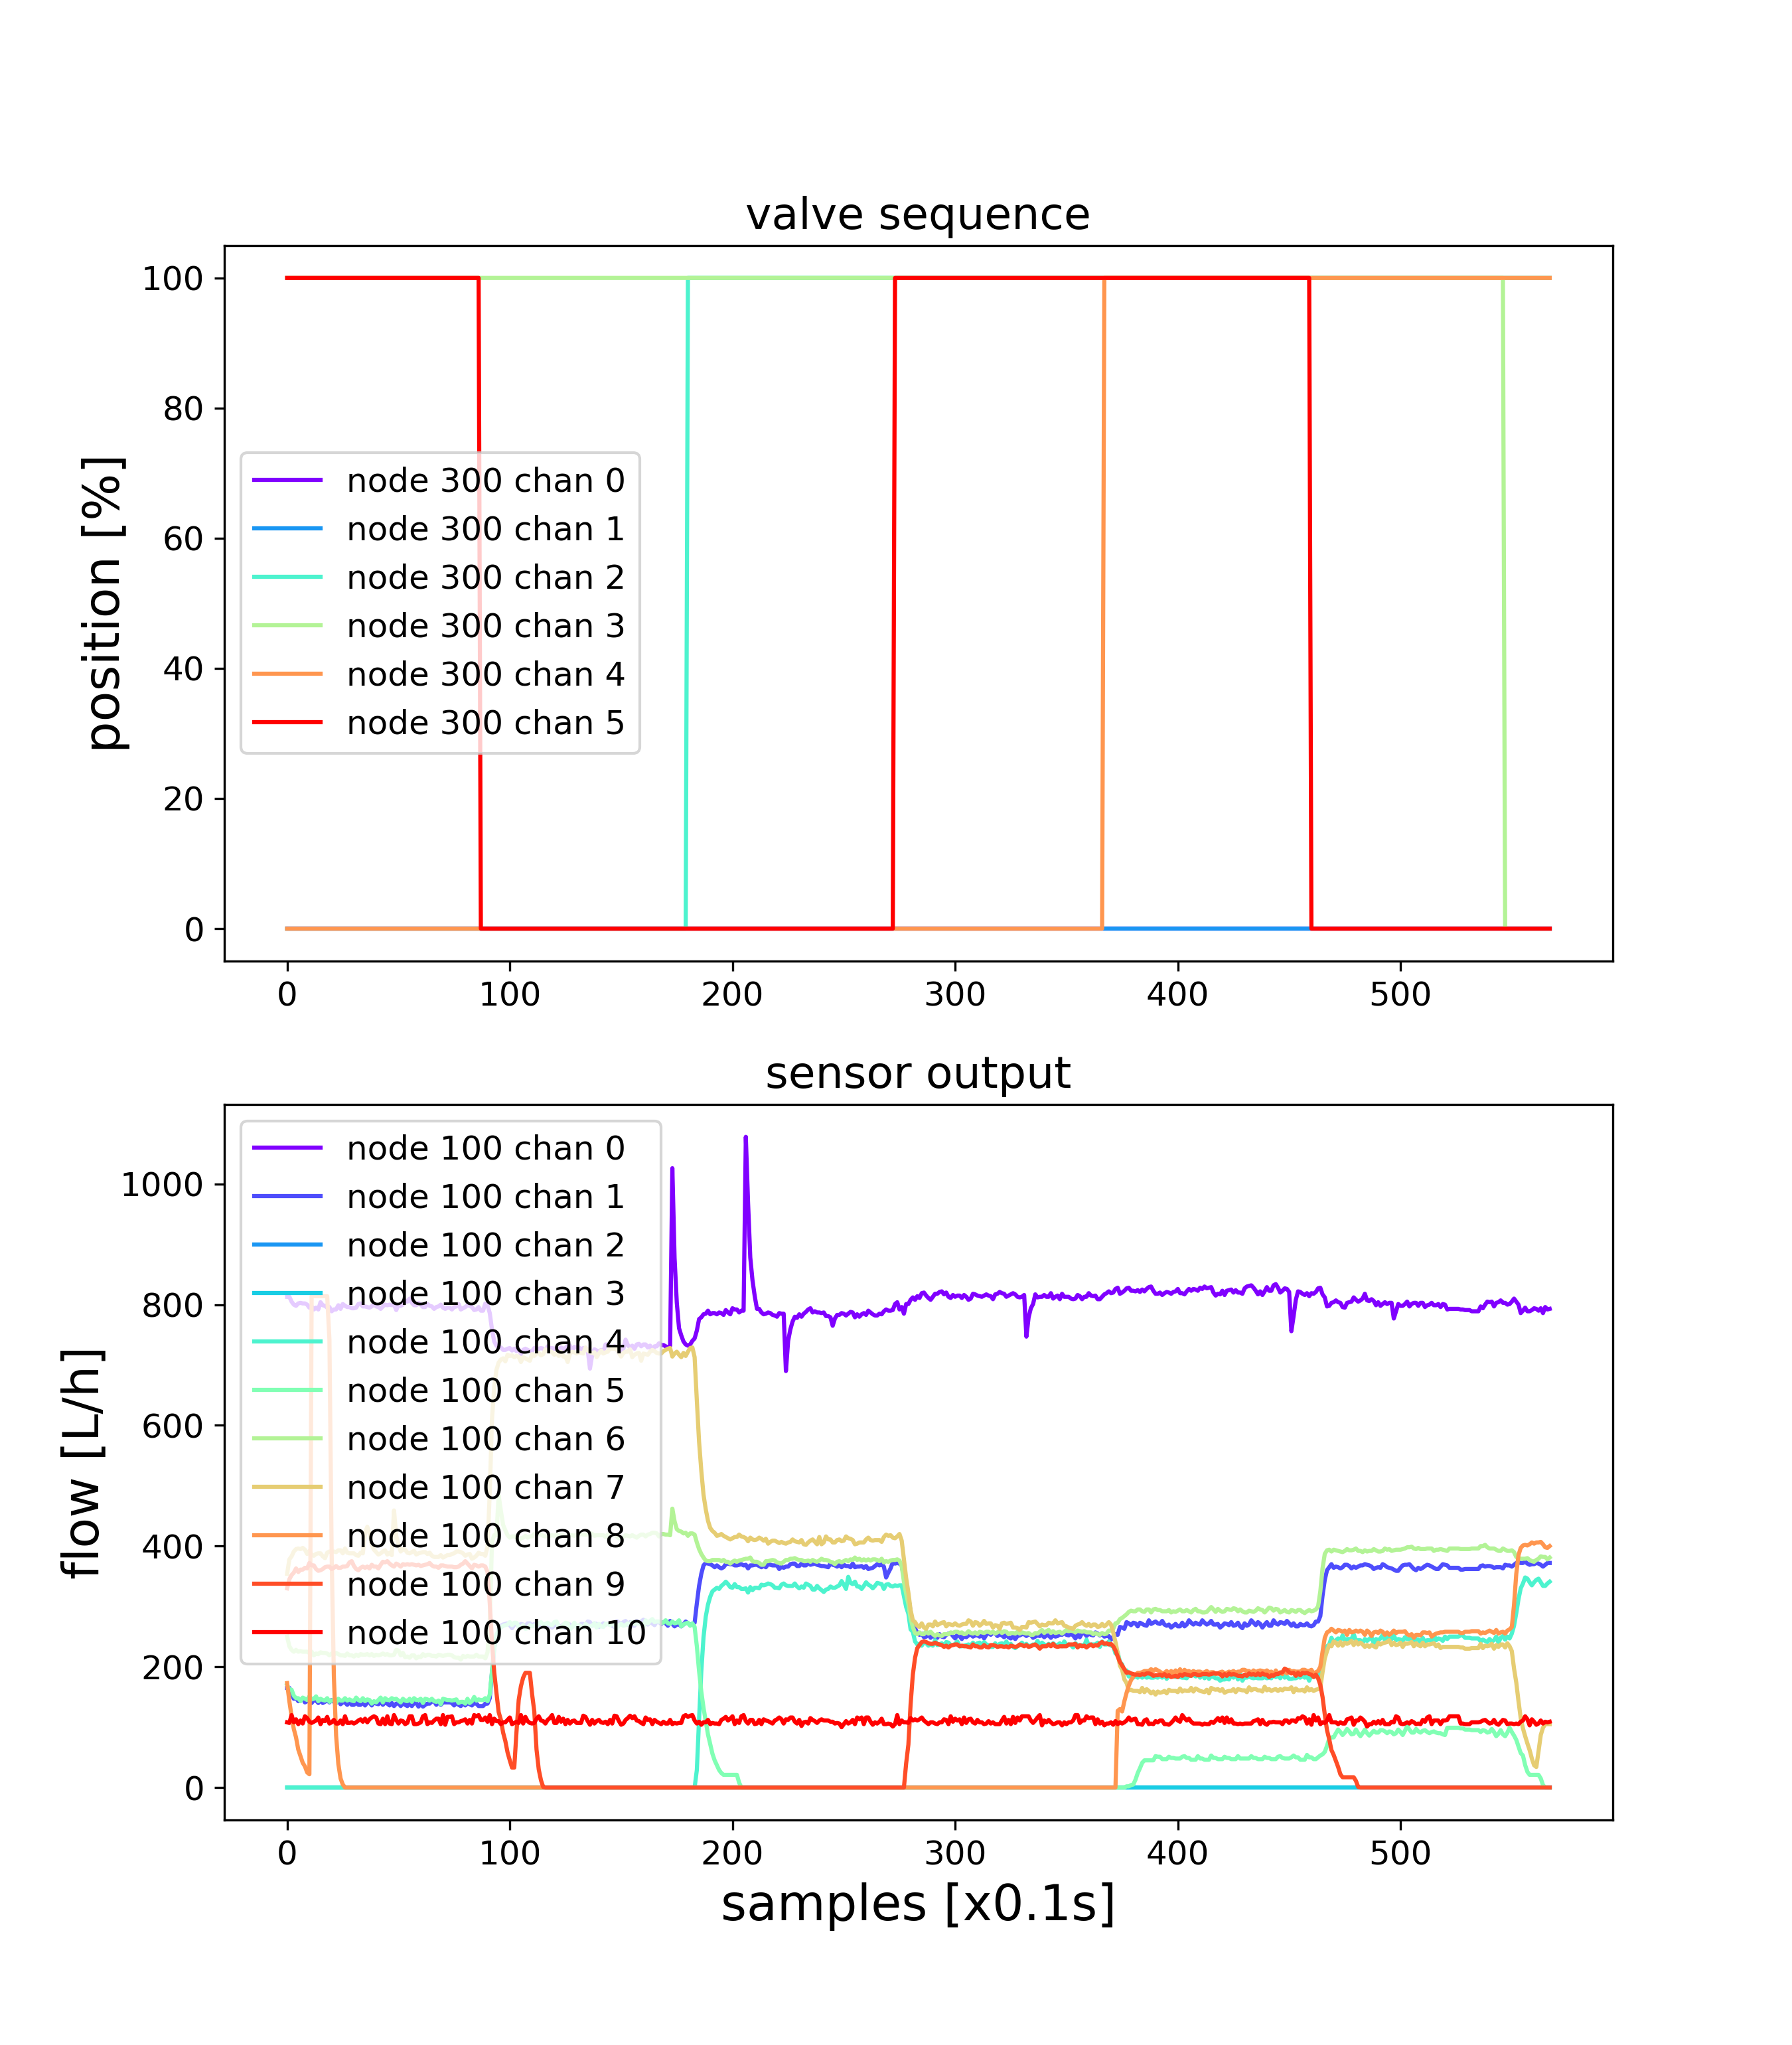 valve sequence
position [%]
100
80
60
40
20
0
node 300 chan 0
node 300 chan 1
node 300 chan 2
node 300 chan 3
node 300 chan 4
node 300 chan 5
0 100 200 300 400 500
sensor output
flow [L/h]
1000
800
600
400
200
0
node 100 chan 0
node 100 chan 1
node 100 chan 2
node 100 chan 3
node 100 chan 4
node 100 chan 5
node 100 chan 6
node 100 chan 7
node 100 chan 8
node 100 chan 9
node 100 chan 10
0 100 200 300 400 500
samples [x0.1s]